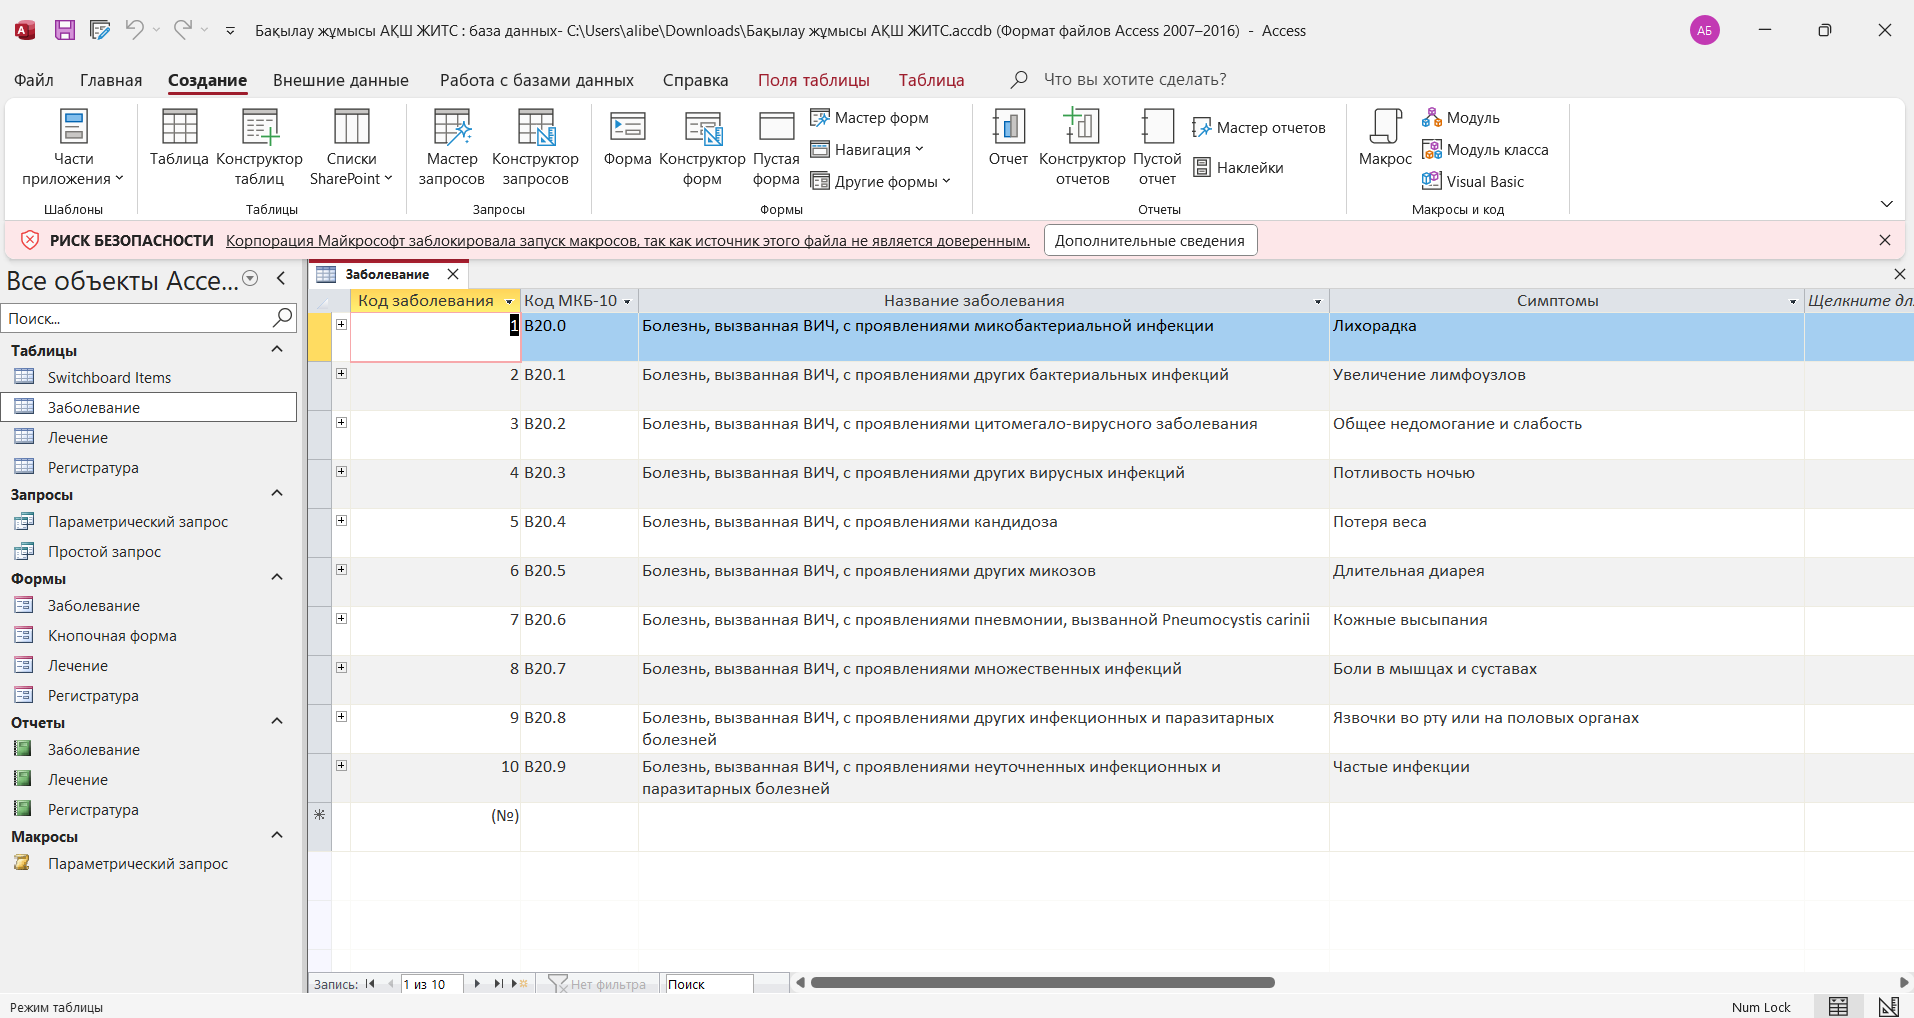 Бақылау жұмысы АҚШ ЖИТС : база данных- C:\Users\alibe\Downloads\Бақылау жұмысы АҚШ ЖИТС.accdb (Формат файлов Access 2007–2016) - Access
АБ
Файл Главная Создание Внешние данные Работа с базами данных Справка Поля таблицы Таблица Что вы хотите сделать?
Части приложения
Таблица
Конструктор таблиц
Списки SharePoint
Мастер запросов
Конструктор запросов
Форма
Конструктор форм
Пустая форма
Мастер форм
Навигация
Другие формы
Отчет
Конструктор отчетов
Пустой отчет
Мастер отчетов
Наклейки
Макрос
Модуль
Модуль класса
Visual Basic
Шаблоны Таблицы Запросы Формы Отчеты Макросы и код
РИСК БЕЗОПАСНОСТИ Корпорация Майкрософт заблокировала запуск макросов, так как источник этого файла не является доверенным. Дополнительные сведения
Все объекты Acce...
Поиск...
Таблицы
Switchboard Items
Заболевание
Лечение
Регистратура
Запросы
Параметрический запрос
Простой запрос
Формы
Заболевание
Кнопочная форма
Лечение
Регистратура
Отчеты
Заболевание
Лечение
Регистратура
Макросы
Параметрический запрос
Заболевание
Код заболевания Код МКБ-10 Название заболевания Симптомы Щелкните дл
1 B20.0 Болезнь, вызванная ВИЧ, с проявлениями микобактериальной инфекции Лихорадка
2 B20.1 Болезнь, вызванная ВИЧ, с проявлениями других бактериальных инфекций Увеличение лимфоузлов
3 B20.2 Болезнь, вызванная ВИЧ, с проявлениями цитомегало-вирусного заболевания Общее недомогание и слабость
4 B20.3 Болезнь, вызванная ВИЧ, с проявлениями других вирусных инфекций Потливость ночью
5 B20.4 Болезнь, вызванная ВИЧ, с проявлениями кандидоза Потеря веса
6 B20.5 Болезнь, вызванная ВИЧ, с проявлениями других микозов Длительная диарея
7 B20.6 Болезнь, вызванная ВИЧ, с проявлениями пневмонии, вызванной Pneumocystis carinii Кожные высыпания
8 B20.7 Болезнь, вызванная ВИЧ, с проявлениями множественных инфекций Боли в мышцах и суставах
9 B20.8 Болезнь, вызванная ВИЧ, с проявлениями других инфекционных и паразитарных Язвочки во рту или на половых органах
болезней
10 B20.9 Болезнь, вызванная ВИЧ, с проявлениями неуточненных инфекционных и Частые инфекции
паразитарных болезней
(№)
Запись: 1 из 10 Нет фильтра Поиск
Режим таблицы Num Lock